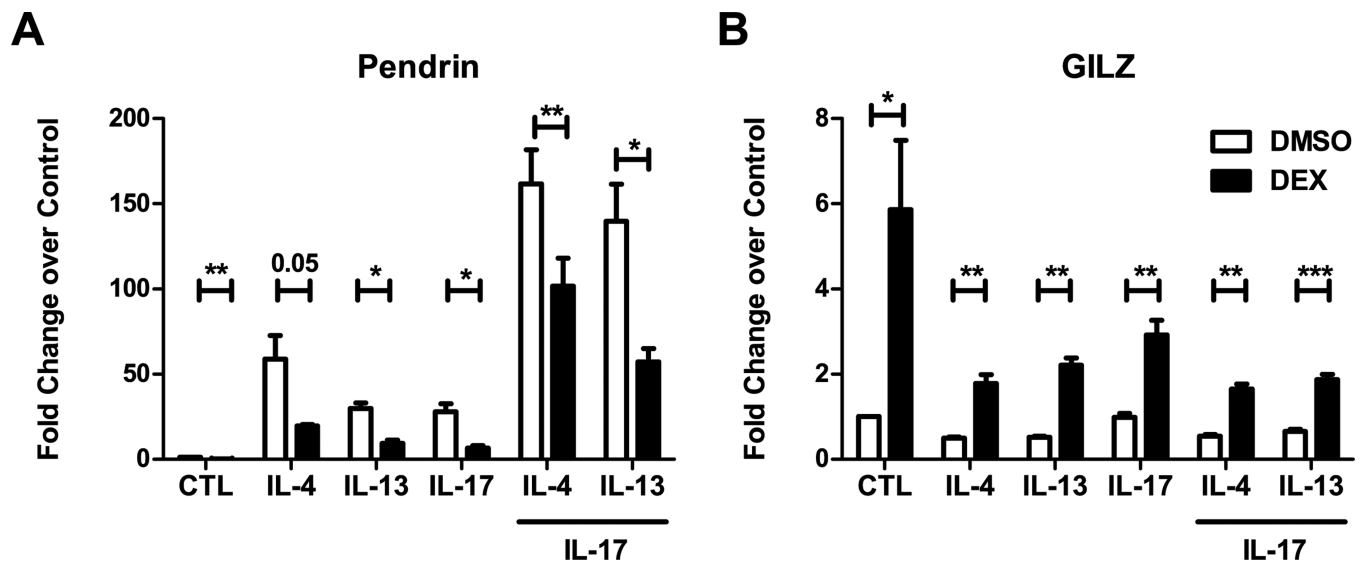 A
Pendrin
Fold Change over Control
200
150
100
50
0
**
0.05
*
*
**
*
CTL IL-4 IL-13 IL-17 IL-4 IL-13
IL-17
B
GILZ
Fold Change over Control
8
6
4
2
0
*
**
**
**
**
***
DMSO
DEX
CTL IL-4 IL-13 IL-17 IL-4 IL-13
IL-17